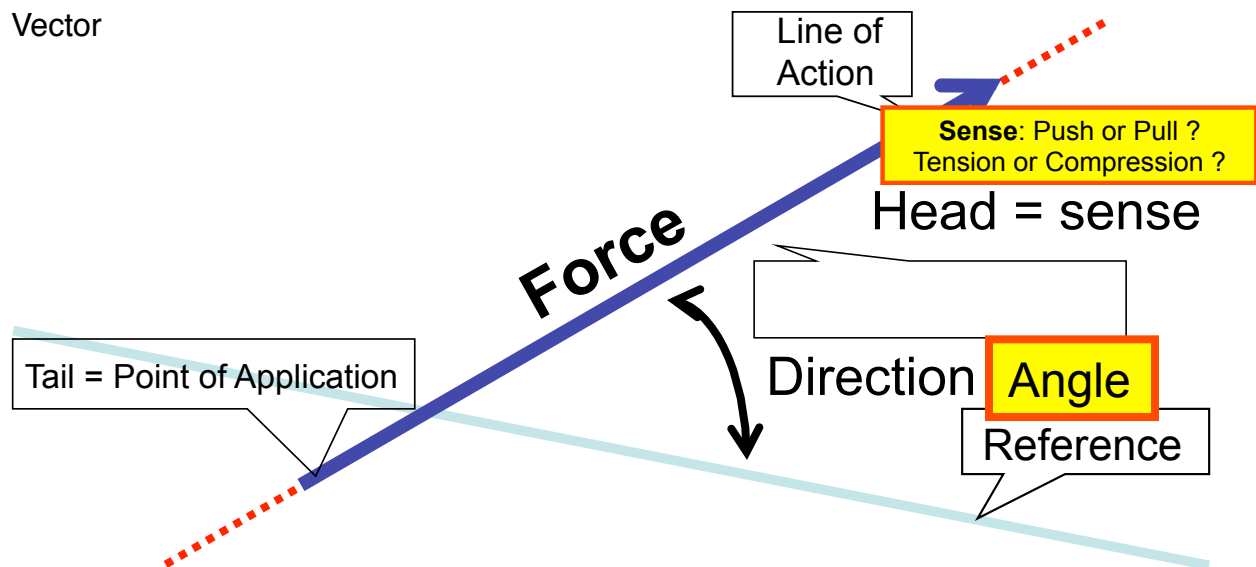 Vector
Line of
Action
Sense: Push or Pull ?
Tension or Compression ?
Head = sense
Force
Tail = Point of Application
Direction
Angle
Reference